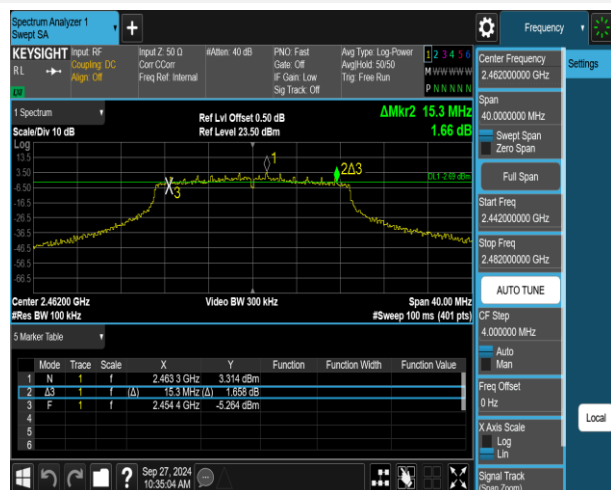 Spectrum Analyzer 1
Swept SA
Frequency
KEYSIGHT
RL
Input: RF
Coupling: DC
Align: Off
Input Z: 50 Ω
Corr CCorr
Freq Ref: Internal
#Atten: 40 dB
PNO: Fast
Gate: Off
IF Gain: Low
Sig Track: Off
Avg Type: Log-Power
Avg|Hold: 50/50
Trig: Free Run
1 2 3 4 5 6
M W W W W W
P N N N N N
Center Frequency
2.462000000 GHz
Settings
Span
40.0000000 MHz
Swept Span
Zero Span
Full Span
Start Freq
2.442000000 GHz
Stop Freq
2.482000000 GHz
AUTO TUNE
CF Step
4.000000 MHz
Auto
Man
Freq Offset
0 Hz
X Axis Scale
Log
Lin
Signal Track
(Span Zoom)
Local
1 Spectrum
Scale/Div 10 dB
Ref Lvl Offset 0.50 dB
Ref Level 23.50 dBm
ΔMkr2 15.3 MHz
1.66 dB
Log
13.5
3.50
-6.50
-16.5
-26.5
-36.5
-46.5
-56.5
-66.5
1
2Δ3
3
DL1 -2.69 dBm
Center 2.46200 GHz
#Res BW 100 kHz
Video BW 300 kHz
Span 40.00 MHz
#Sweep 100 ms (401 pts)
5 Marker Table
Mode Trace Scale X Y Function Function Width Function Value
1 N 1 f 2.463 3 GHz 3.314 dBm
2 Δ3 1 f (Δ) 15.3 MHz (Δ) 1.658 dB
3 F 1 f 2.454 4 GHz -5.264 dBm
4
5
6
?
Sep 27, 2024
10:35:04 AM